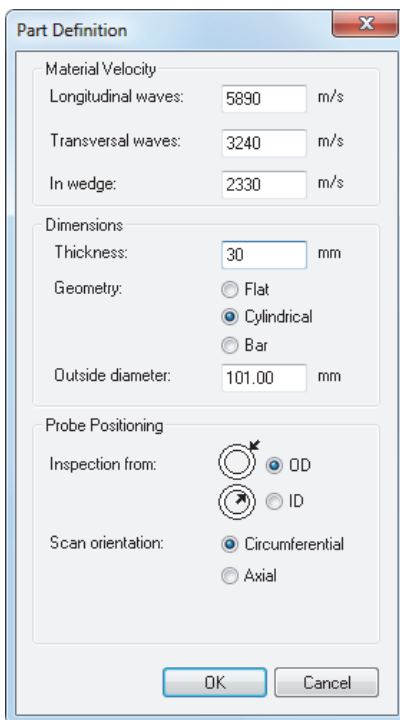 Part Definition
Material Velocity
Longitudinal waves: 5890 m/s
Transversal waves: 3240 m/s
In wedge: 2330 m/s
Dimensions
Thickness: 30 mm
Geometry: Flat
Cylindrical
Bar
Outside diameter: 101.00 mm
Probe Positioning
Inspection from: OD
ID
Scan orientation: Circumferential
Axial
OK Cancel